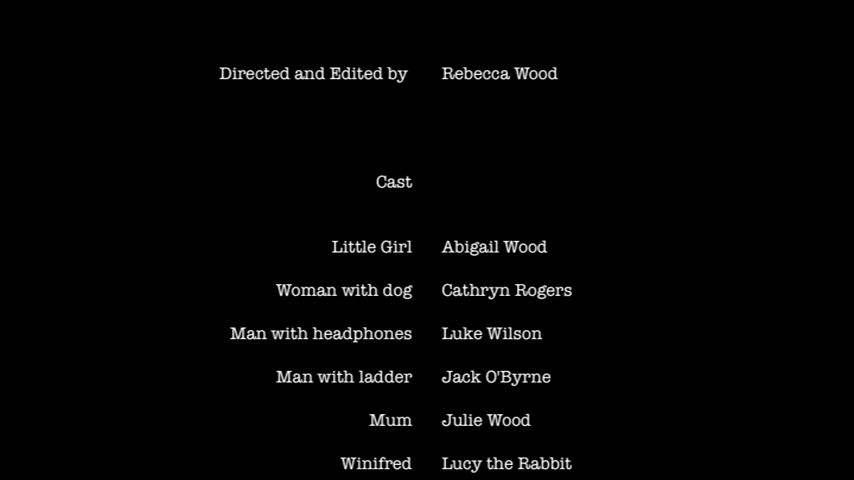 Directed and Edited by Rebecca Wood
Cast
Little Girl Abigail Wood
Woman with dog Cathryn Rogers
Man with headphones Luke Wilson
Man with ladder Jack O'Byrne
Mum Julie Wood
Winifred Lucy the Rabbit